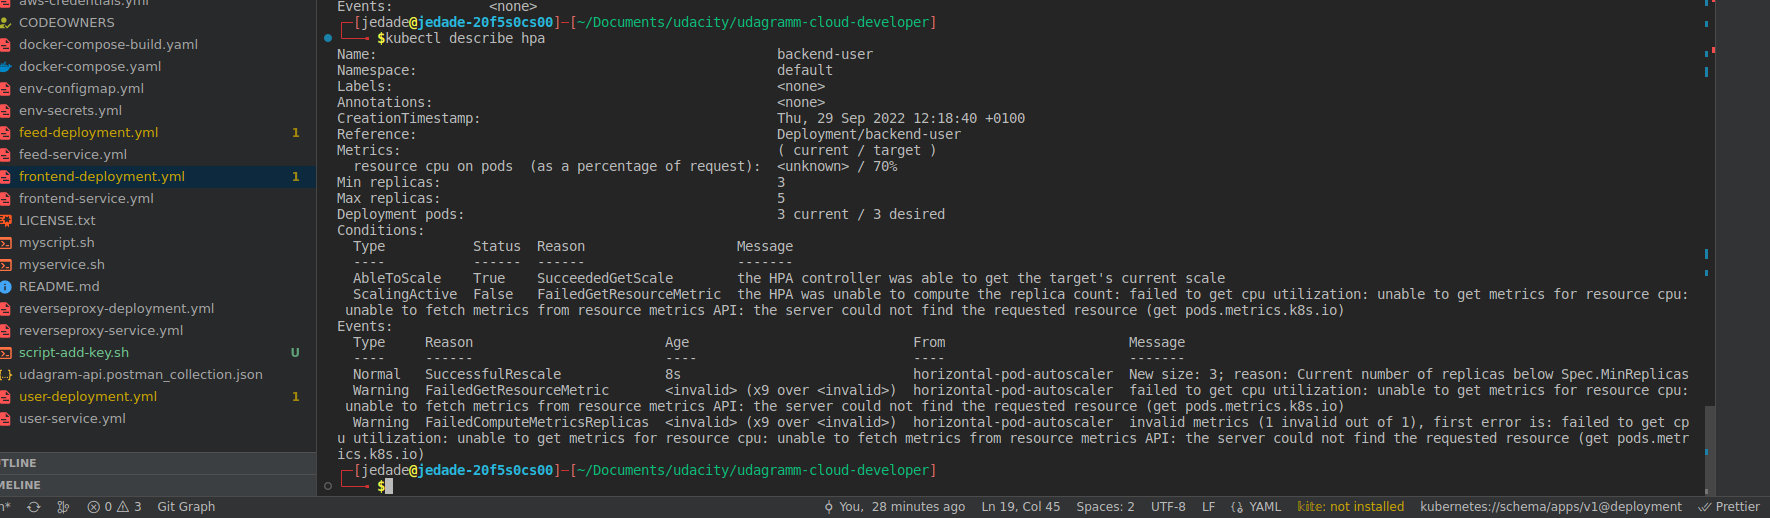 aws-credentials.yml
CODEOWNERS
docker-compose-build.yaml
docker-compose.yaml
env-configmap.yml
env-secrets.yml
feed-deployment.yml 1
feed-service.yml
frontend-deployment.yml 1
frontend-service.yml
LICENSE.txt
myscript.sh
myservice.sh
README.md
reverseproxy-deployment.yml
reverseproxy-service.yml
script-add-key.sh U
udagram-api.postman_collection.json
user-deployment.yml 1
user-service.yml
UTLINE
MELINE
Events: <none>
[jedade@jedade-20f5s0cs00]-[~/Documents/udacity/udagramm-cloud-developer]
$kubectl describe hpa
Name: backend-user
Namespace: default
Labels: <none>
Annotations: <none>
CreationTimestamp: Thu, 29 Sep 2022 12:18:40 +0100
Reference: Deployment/backend-user
Metrics: ( current / target )
resource cpu on pods (as a percentage of request): <unknown> / 70%
Min replicas: 3
Max replicas: 5
Deployment pods: 3 current / 3 desired
Conditions:
Type Status Reason Message
---- ------ ------ -------
AbleToScale True SucceededGetScale the HPA controller was able to get the target's current scale
ScalingActive False FailedGetResourceMetric the HPA was unable to compute the replica count: failed to get cpu utilization: unable to get metrics for resource cpu:
unable to fetch metrics from resource metrics API: the server could not find the requested resource (get pods.metrics.k8s.io)
Events:
Type Reason Age From Message
---- ------ ---- ---- -------
Normal SuccessfulRescale 8s horizontal-pod-autoscaler New size: 3; reason: Current number of replicas below Spec.MinReplicas
Warning FailedGetResourceMetric <invalid> (x9 over <invalid>) horizontal-pod-autoscaler failed to get cpu utilization: unable to get metrics for resource cpu:
unable to fetch metrics from resource metrics API: the server could not find the requested resource (get pods.metrics.k8s.io)
Warning FailedComputeMetricsReplicas <invalid> (x9 over <invalid>) horizontal-pod-autoscaler invalid metrics (1 invalid out of 1), first error is: failed to get cp
u utilization: unable to get metrics for resource cpu: unable to fetch metrics from resource metrics API: the server could not find the requested resource (get pods.metr
ics.k8s.io)
[jedade@jedade-20f5s0cs00]-[~/Documents/udacity/udagramm-cloud-developer]
$
n* 0 3 Git Graph You, 28 minutes ago Ln 19, Col 45 Spaces: 2 UTF-8 LF YAML kite: not installed kubernetes://schema/apps/v1@deployment Prettier